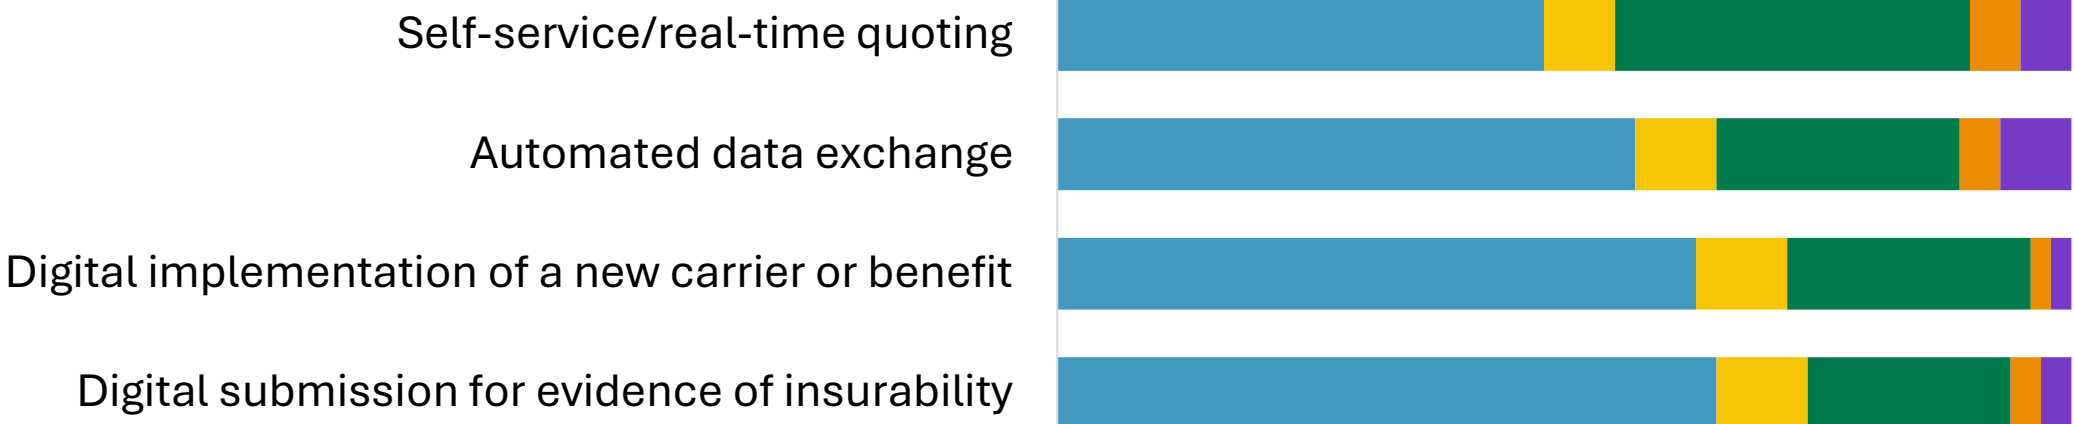 Self-service/real-time quoting
Automated data exchange
Digital implementation of a new carrier or benefit
Digital submission for evidence of insurability